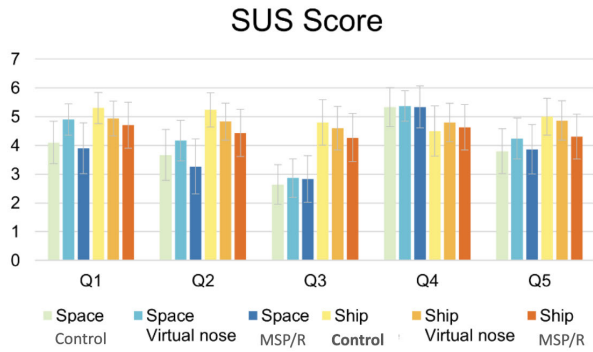 SUS Score
7
6
5
4
3
2
1
0
Q1 Q2 Q3 Q4 Q5
Space Space Space Ship Ship Ship
Control Virtual nose MSP/R Control Virtual nose MSP/R